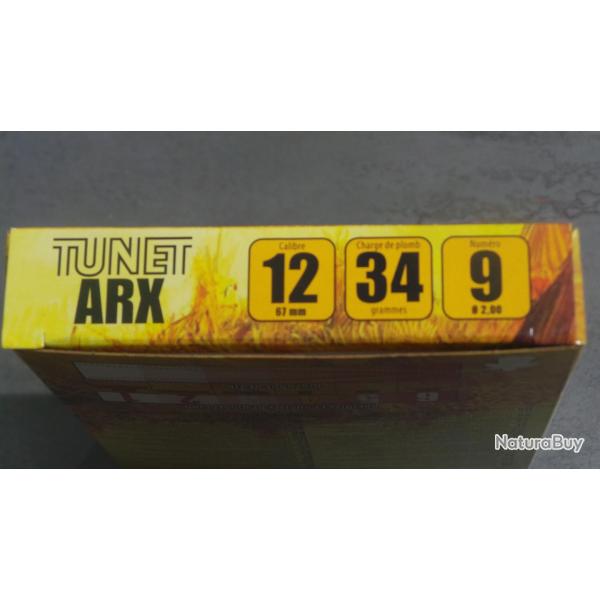 TUNET
ARX
Calibre
12
67 mm
Charge de plomb
34
grammes
Numéro
9
Ø 2,00
NaturaBuy